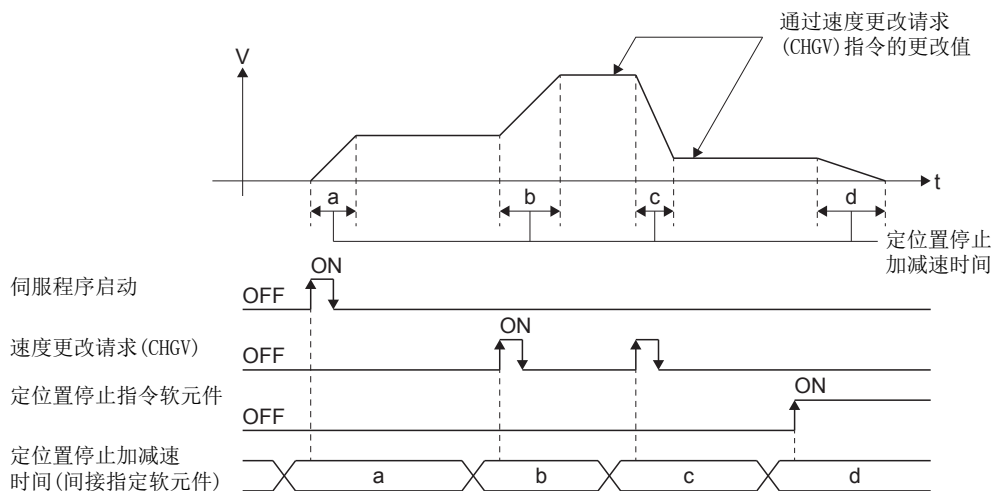 通过速度更改请求
(CHGV)指令的更改值
V
t
a
b
c
d
定位置停止
加减速时间
伺服程序启动
OFF
ON
速度更改请求(CHGV)
OFF
ON
定位置停止指令软元件
OFF
ON
定位置停止加减速
时间(间接指定软元件)
a
b
c
d